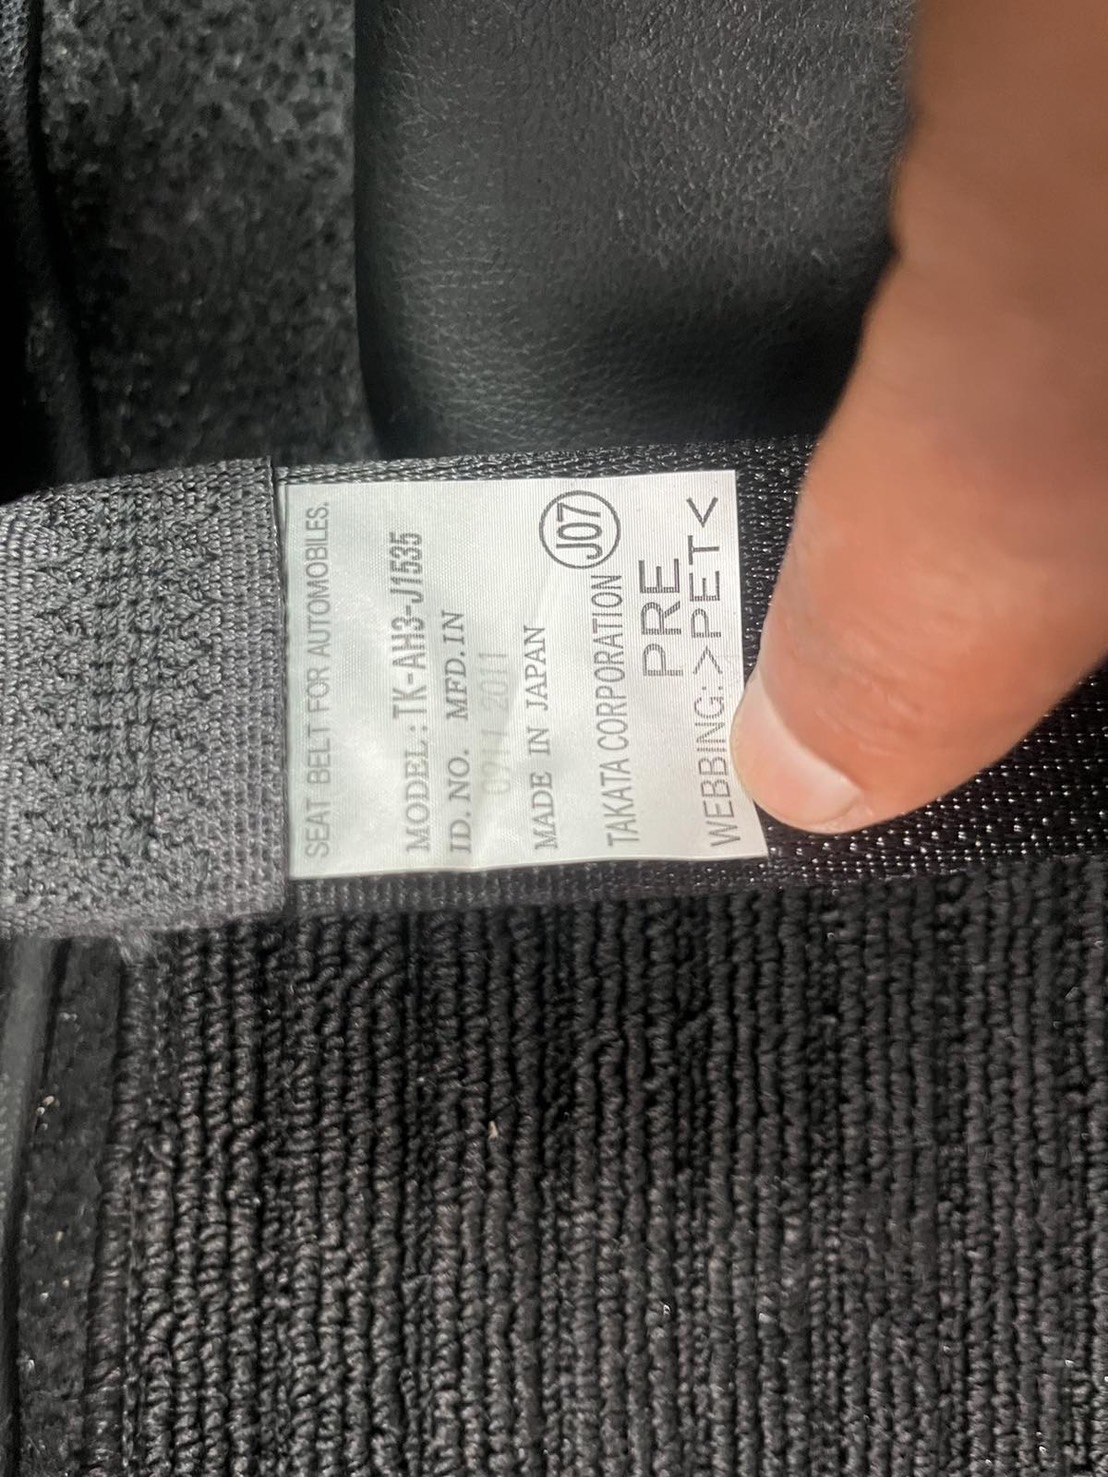 SEAT BELT FOR AUTOMOBILES.
MODEL : TK-AH3-J1535
ID. NO. MFD. IN
2011
MADE IN JAPAN
TAKATA CORPORATION J07
PRE
WEBBING: >PET<